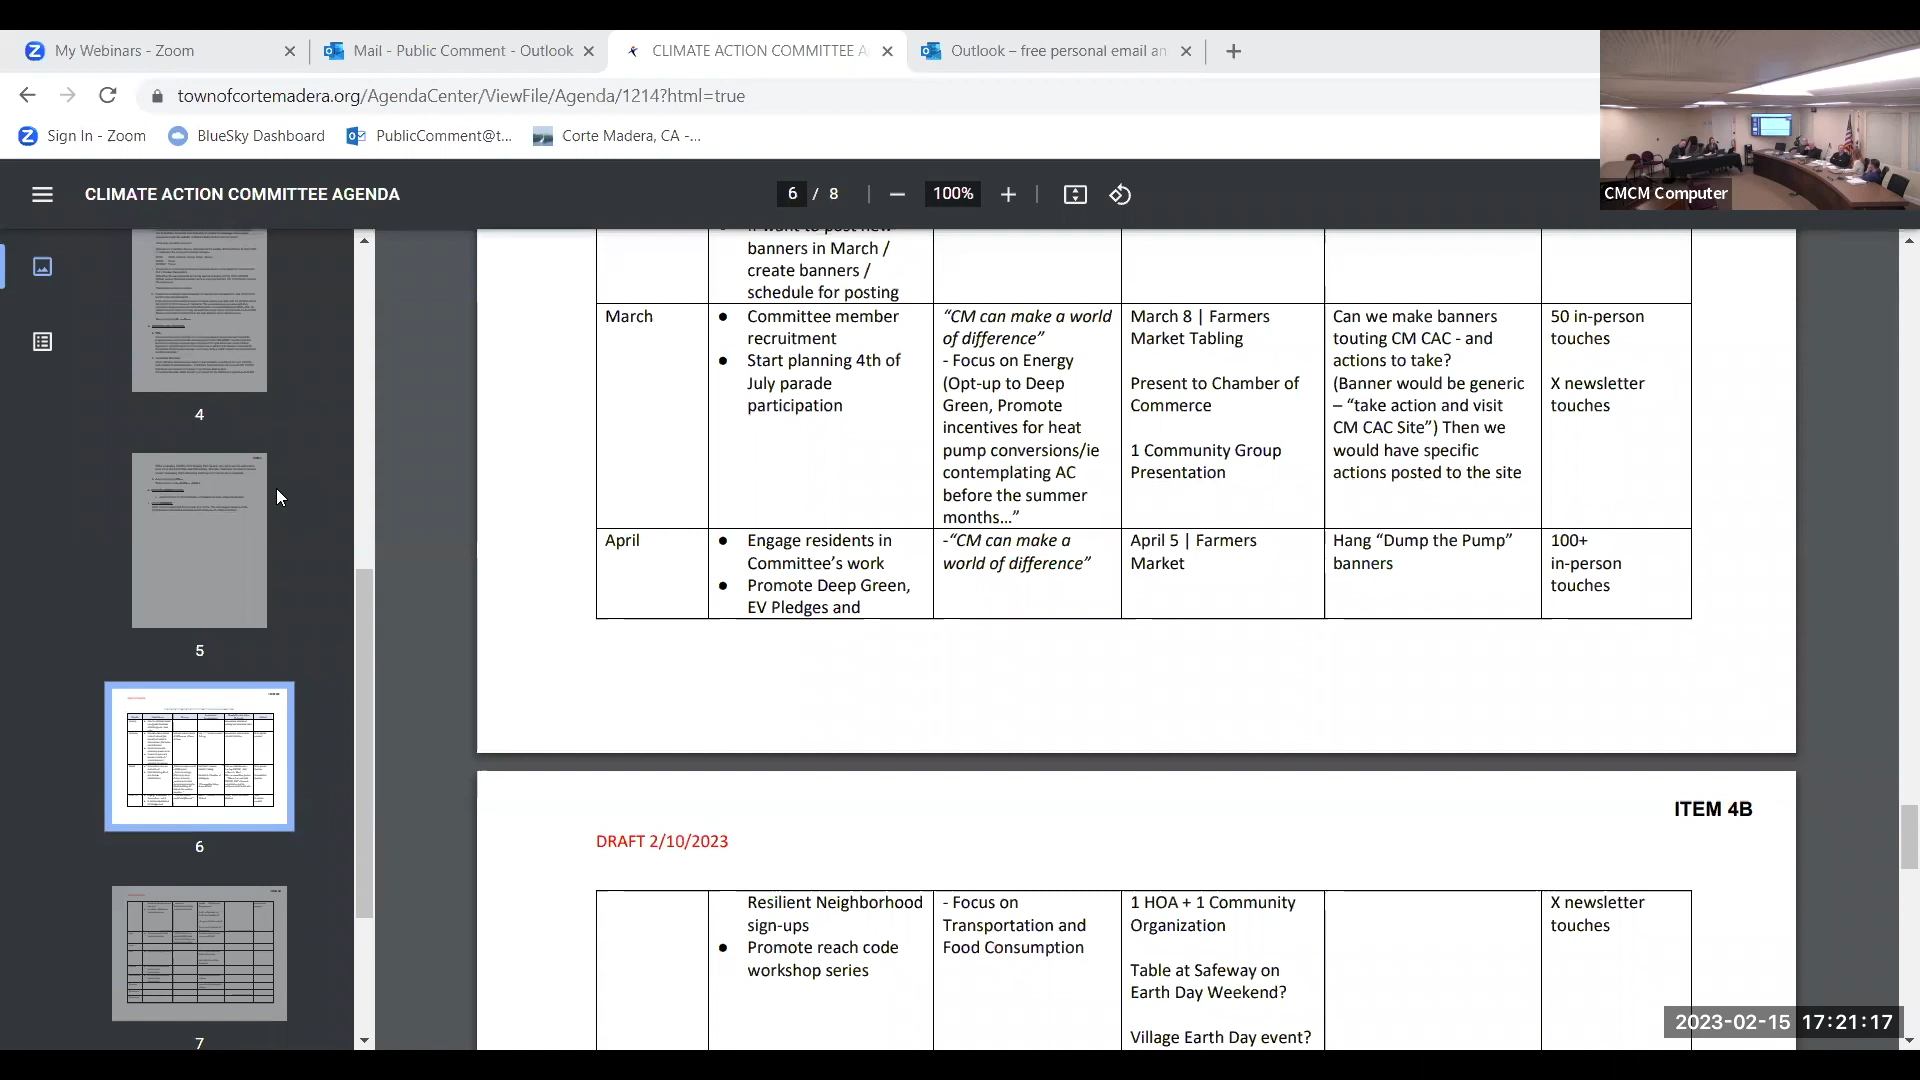 My Webinars - Zoom
Mail - Public Comment - Outlook
CLIMATE ACTION COMMITTEE A
Outlook – free personal email an
townofcortemadera.org/AgendaCenter/ViewFile/Agenda/1214?html=true
Sign In - Zoom
BlueSky Dashboard
PublicComment@t...
Corte Madera, CA -...
CMCM Computer
CLIMATE ACTION COMMITTEE AGENDA
6 / 8
100%
4
5
6
7
banners in March /
create banners /
schedule for posting
March
● Committee member
recruitment
● Start planning 4th of
July parade
participation
“CM can make a world
of difference”
- Focus on Energy
(Opt-up to Deep
Green, Promote
incentives for heat
pump conversions/ie
contemplating AC
before the summer
months...”
March 8 | Farmers
Market Tabling
Present to Chamber of
Commerce
1 Community Group
Presentation
Can we make banners
touting CM CAC - and
actions to take?
(Banner would be generic
– “take action and visit
CM CAC Site”) Then we
would have specific
actions posted to the site
50 in-person
touches
X newsletter
touches
April
● Engage residents in
Committee’s work
● Promote Deep Green,
EV Pledges and
-“CM can make a
world of difference”
April 5 | Farmers
Market
Hang “Dump the Pump”
banners
100+
in-person
touches
ITEM 4B
DRAFT 2/10/2023
Resilient Neighborhood
sign-ups
● Promote reach code
workshop series
- Focus on
Transportation and
Food Consumption
1 HOA + 1 Community
Organization
Table at Safeway on
Earth Day Weekend?
Village Earth Day event?
X newsletter
touches
2023-02-15 17:21:17